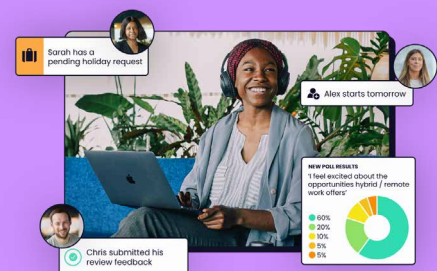 Sarah has a
pending holiday request
Alex starts tomorrow
NEW POLL RESULTS
'I feel excited about the
opportunities hybrid / remote
work offers'
60%
20%
10%
5%
5%
Chris submitted his
review feedback